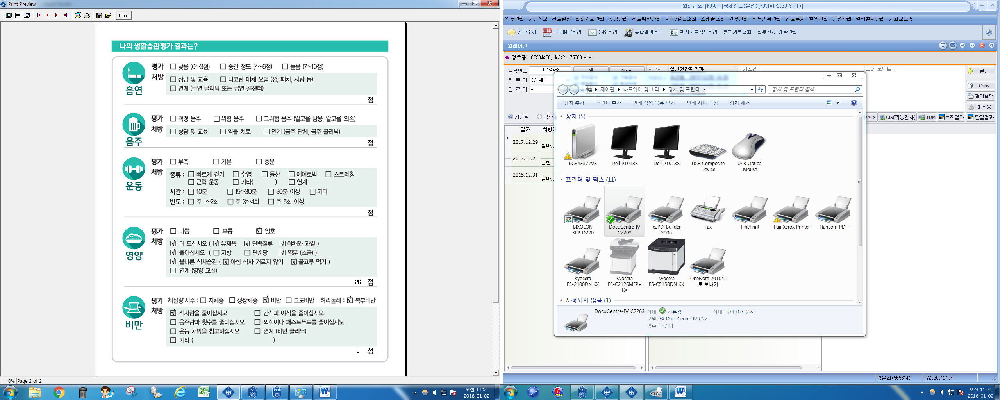 Print Preview
Close
나의 생활습관평가 결과는?
흡연
평가 낮음 (0~3점) 중간 정도 (4~6점) 높음 (7~10점)
처방 상담 및 교육 니코틴 대체 요법 (껌, 패치, 사탕 등)
연계 (금연 클리닉 또는 금연 콜센터)
점
음주
평가 적정 음주 위험 음주 고위험 음주 (알코올 남용, 알코올 의존)
처방 상담 및 교육 약물 치료 연계 (금주 단체, 금주 클리닉)
점
운동
평가 부족 기본 충분
처방 종류 : 빠르게 걷기 수영 등산 에어로빅 스트레칭
근력 운동 기타( ) 연계
시간 : 10분 15~30분 30분 이상 기타
빈도 : 주 1~2회 주 3~4회 주 5회 이상
점
영양
평가 나쁨 보통 양호
처방 더 드십시오 ( 유제품 단백질류 야채와 과일 )
줄이십시오 ( 지방 단순당 염분 (소금) )
올바른 식사습관 ( 아침 식사 거르지 않기 골고루 먹기 )
연계 (영양 교실)
26 점
비만
평가 체질량 지수 : 저체중 정상체중 비만 고도비만 허리둘레 : 복부비만
처방 식사량을 줄이십시오 간식과 야식을 줄이십시오
음주량과 횟수를 줄이십시오 외식이나 패스트푸드를 줄이십시오
운동 처방을 참고하십시오 연계 (비만 클리닉)
기타 ( )
0 점
0% Page 2 of 2
오전 11:51
2018-01-02
외래간호 [NURO] [국제성모(운영)(HOST=172.30.3.11)]
업무관리 기준정보 진료일정 외래간호관리 처방관리 진료예약관리 처방/결과조회 스케줄조회 원무관리 의무기록관리 간호통계 혈액관리 감염관리 결핵환자관리 사고보고서
처방조회 외래예약관리 SMS 관리 통합결과조회 환자기본정보관리 통합기록조회 외부환자 예약관리
외래메인
정호중, 00234488, M/42, 750831-1*
등록번호 00234488 All None 진료의 일반건강관리과, 검사소견 : 오더 코멘트 :
진 료 과 (전체)
진 료 의 %
처방일 접수
닫기
Copy
결과출력
회진용
ACS CIS(기능검사) TDM 누적결과 당일결과
일자 처방
2017.12.29
일반..
2017.12.22
일반..
2015.12.31
일반..
제어판 하드웨어 및 소리 장치 및 프린터
장치 및 프린터 검색
장치 추가 프린터 추가 인쇄 작업 목록 보기 인쇄 서버 속성 장치 제거
장치 (5)
6CR43377VS
Dell P1913S
Dell P1913S
USB Composite Device
USB Optical Mouse
프린터 및 팩스 (11)
BIXOLON SLP-D220
DocuCentre-IV C2263
ezPDFBuilder 2006
Fax
FinePrint
Fuji Xerox Printer
Hancom PDF
Kyocera FS-2100DN KX
Kyocera FS-C2126MFP+ KX
Kyocera FS-C5150DN KX
OneNote 2010으로 보내기
지정되지 않음 (1)
DocuCentre-IV C2263 상태: 기본값 상태: 큐에 0개 문서
모델: FX DocuCentre-IV C22...
범주: 프린터
김윤희(565314) 172.30.121.41
오전 11:51
2018-01-02